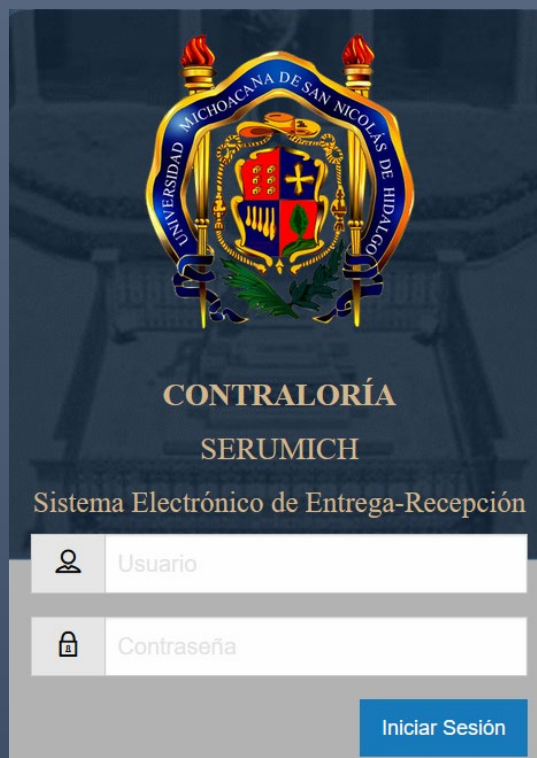 UNIVERSIDAD MICHOACANA DE SAN NICOLÁS DE HIDALGO
CONTRALORÍA
SERUMICH
Sistema Electrónico de Entrega-Recepción
Usuario
Contraseña
Iniciar Sesión